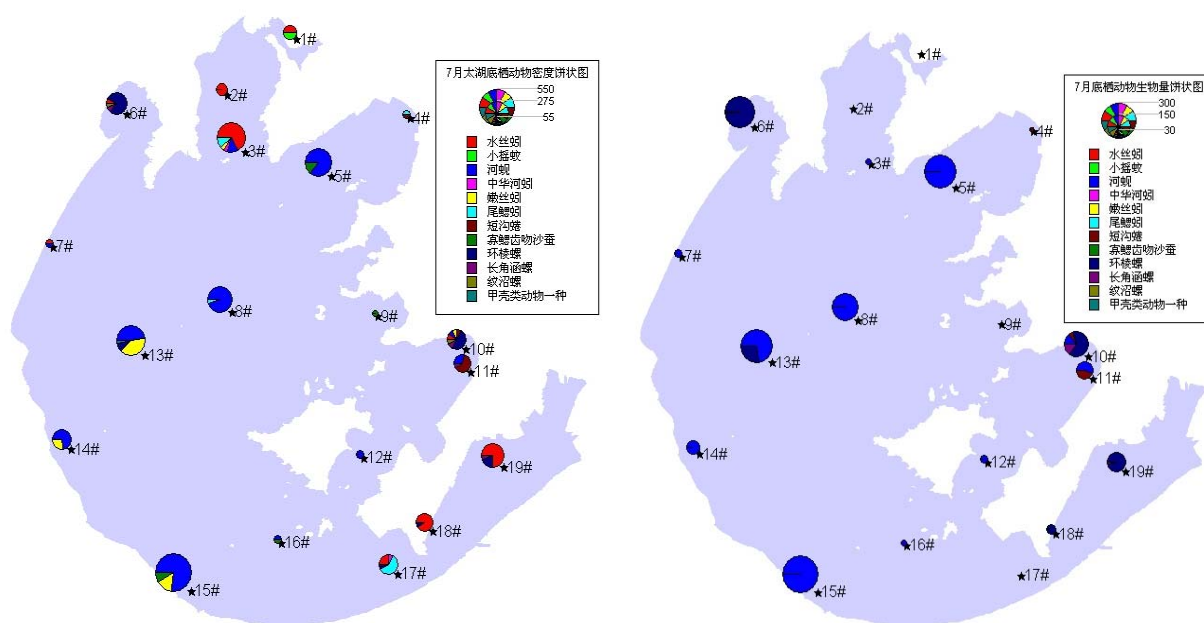 1#
2#
3#
4#
5#
6#
7#
8#
9#
10#
11#
12#
13#
14#
15#
16#
17#
18#
19#
7月太湖底栖动物密度饼状图
550
275
55
水丝蚓
小摇蚊
河蚬
中华河蚓
嫩丝蚓
尾鳃蚓
短沟蜷
寡鳃齿吻沙蚕
环棱螺
长角涵螺
纹沼螺
甲壳类动物一种
1#
2#
3#
4#
5#
6#
7#
8#
9#
10#
11#
12#
13#
14#
15#
16#
17#
18#
19#
7月底栖动物生物量饼状图
300
150
30
水丝蚓
小摇蚊
河蚬
中华河蚓
嫩丝蚓
尾鳃蚓
短沟蜷
寡鳃齿吻沙蚕
环棱螺
长角涵螺
纹沼螺
甲壳类动物一种